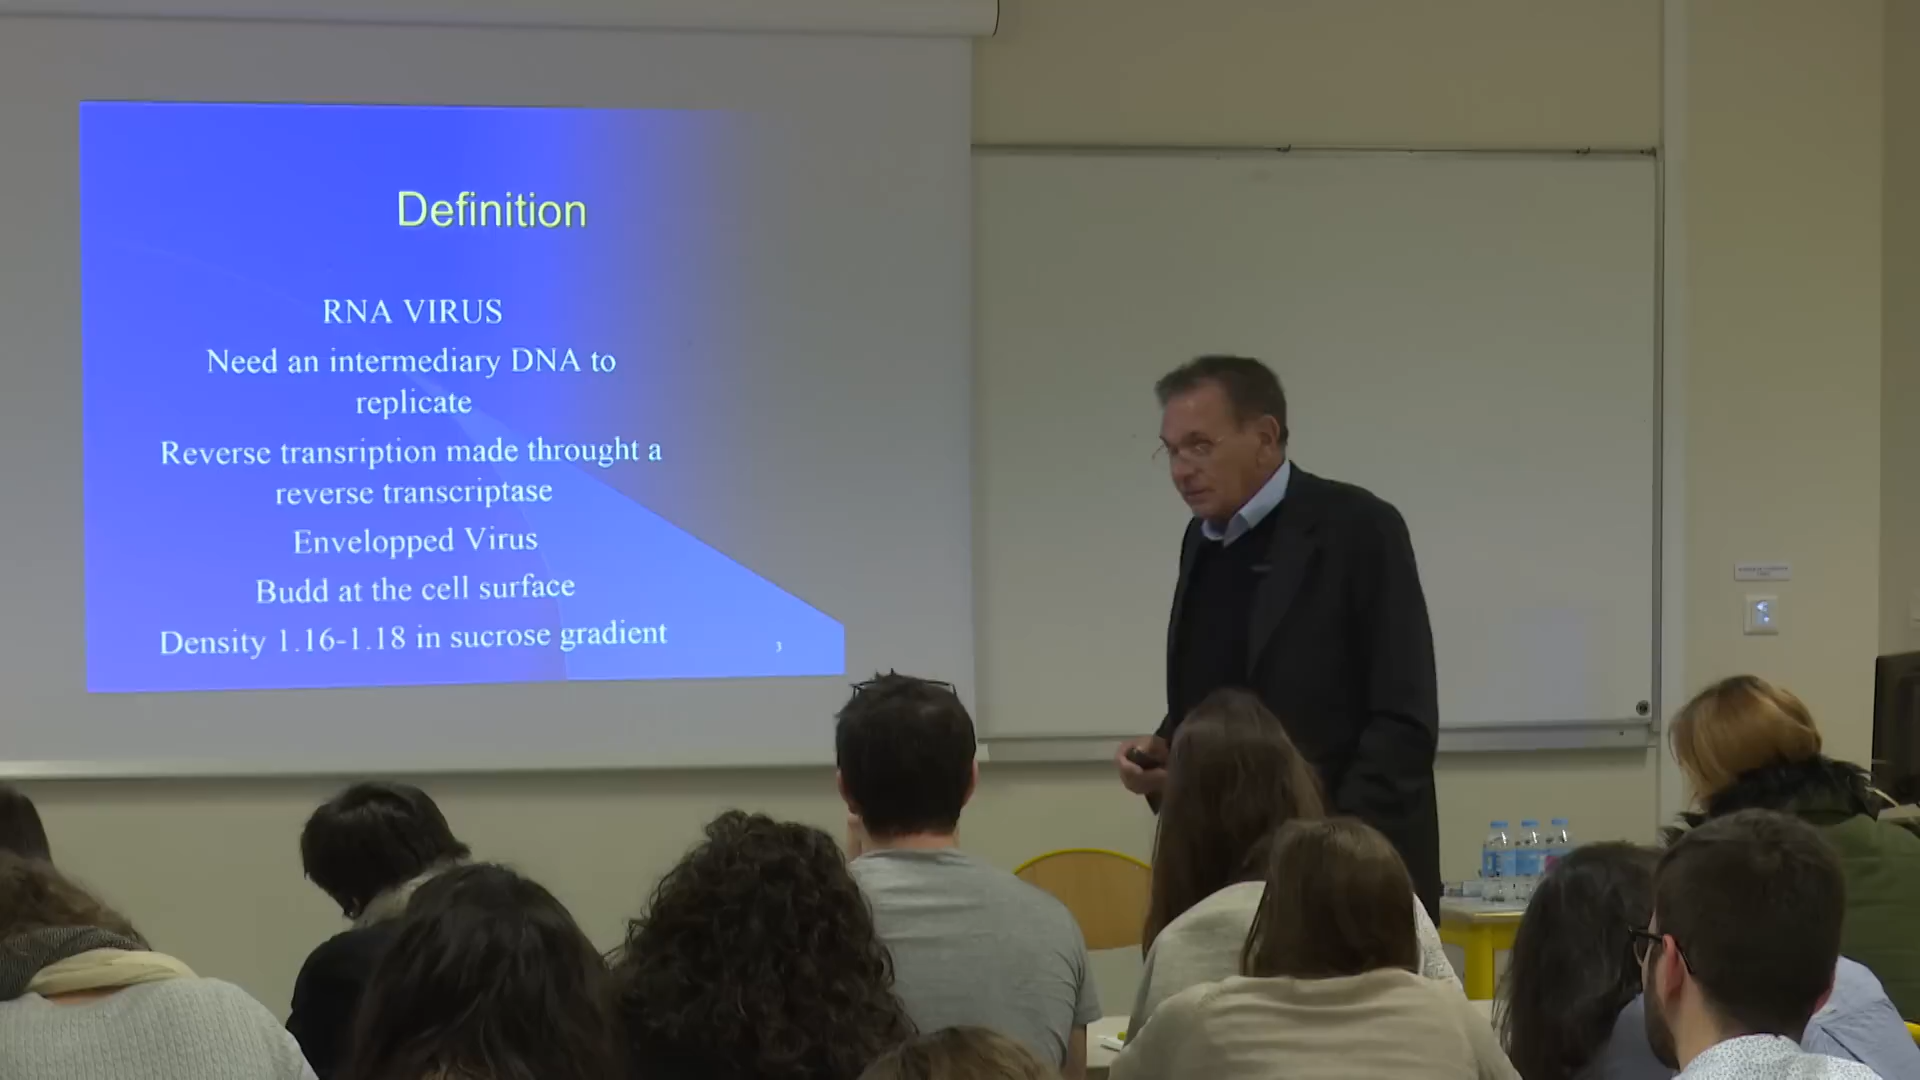 Definition
RNA VIRUS
Need an intermediary DNA to
replicate
Reverse transription made throught a
reverse transcriptase
Envelopped Virus
Budd at the cell surface
Density 1.16-1.18 in sucrose gradient
3